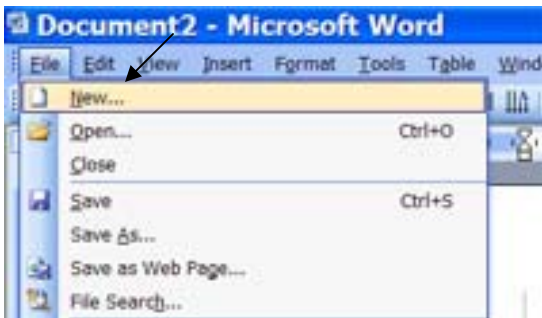 Document2 - Microsoft Word
File Edit View Insert Format Tools Table Wind
New...
Open... Ctrl+O
Close
Save Ctrl+S
Save As...
Save as Web Page...
File Search...